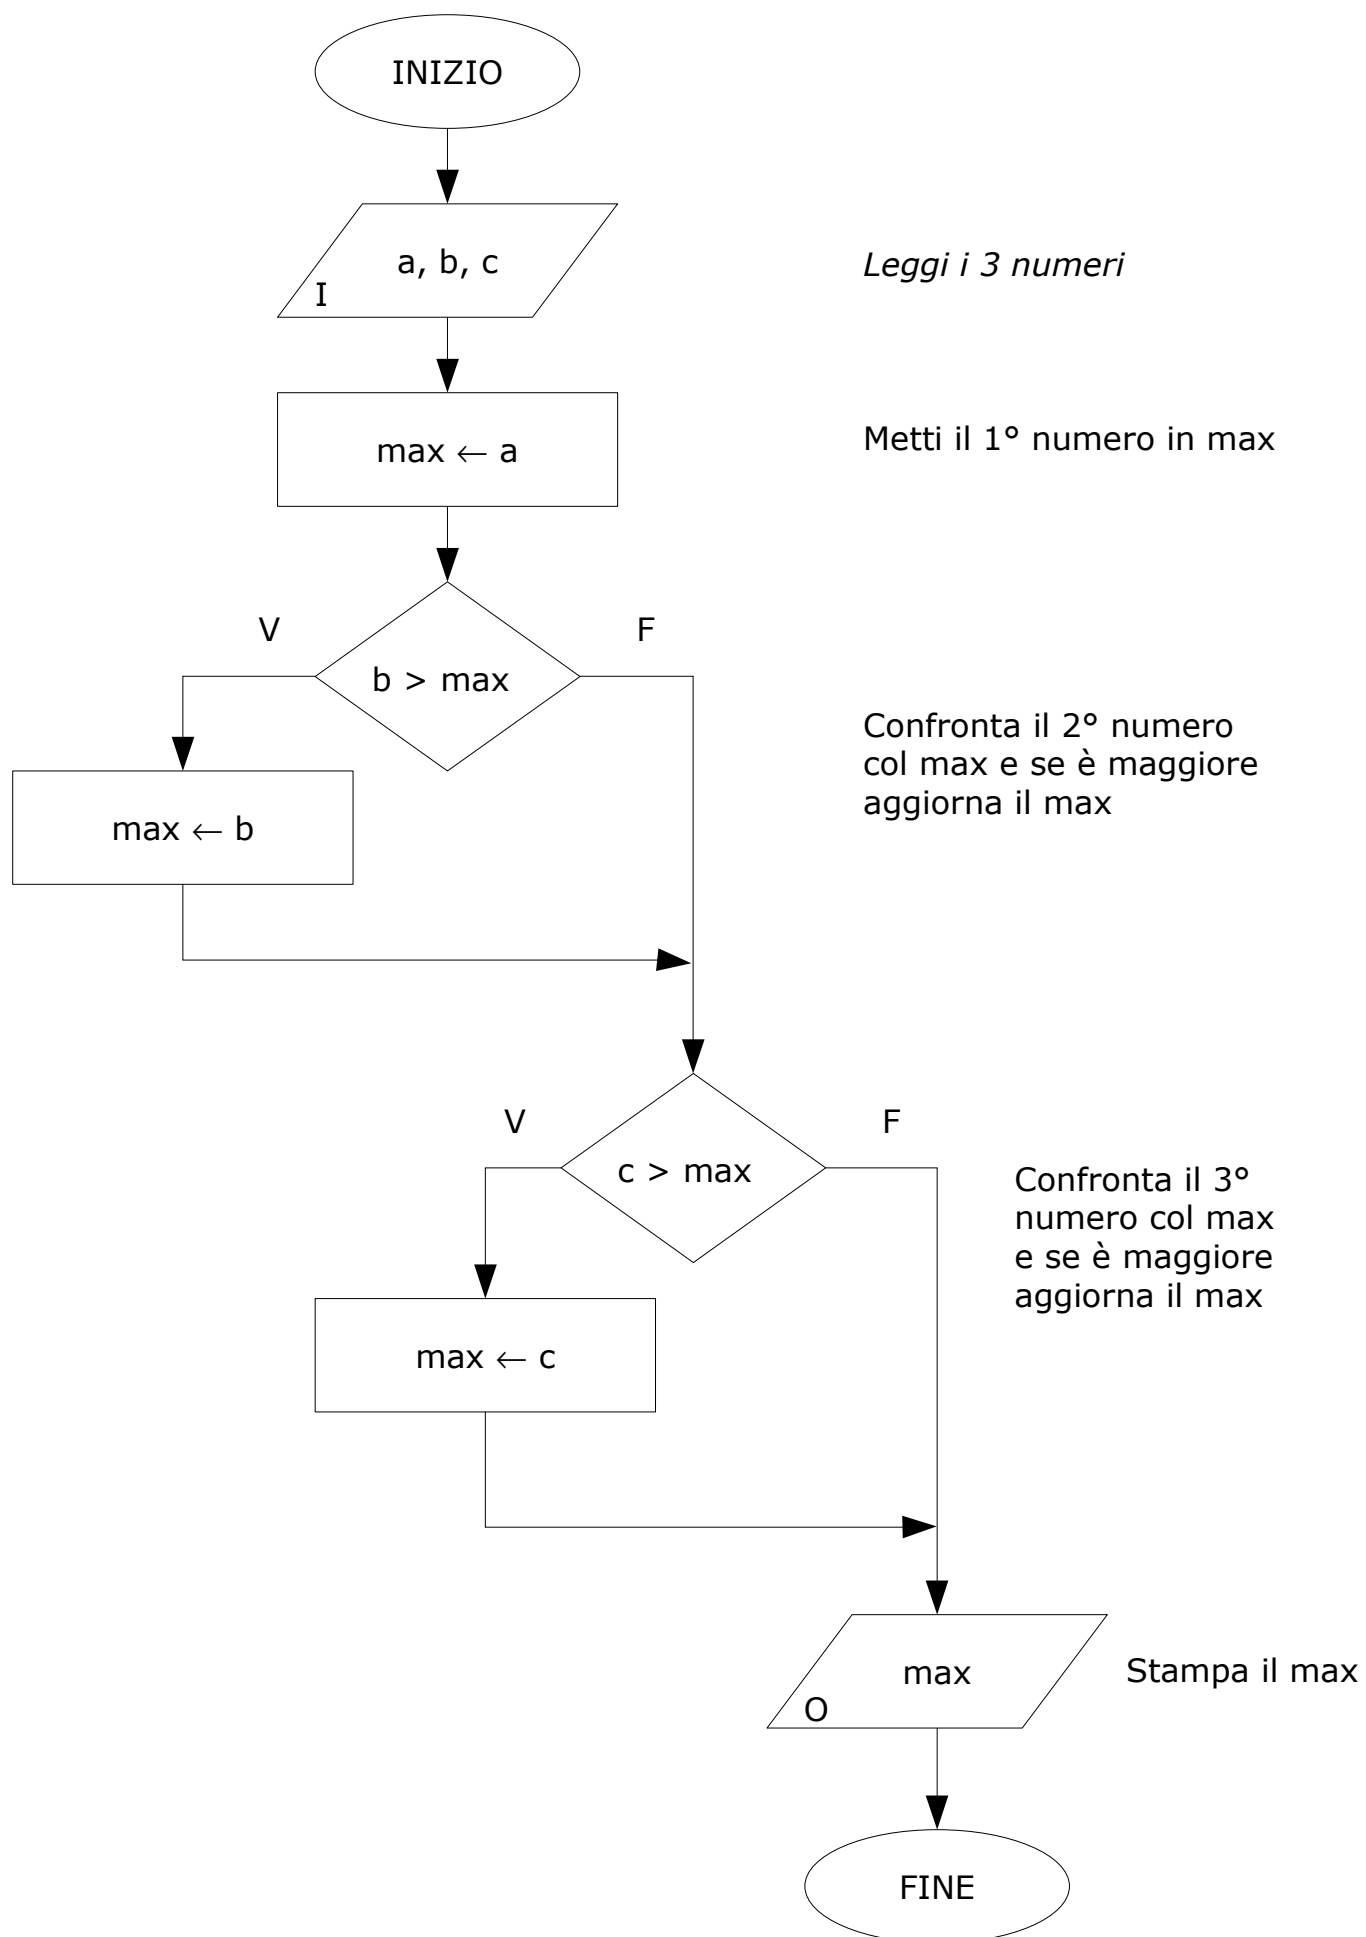 INIZIO
a, b, c
I
Leggi i 3 numeri
max ← a
Metti il 1° numero in max
V
F
b > max
Confronta il 2° numero
col max e se è maggiore
aggiorna il max
max ← b
V
F
c > max
Confronta il 3°
numero col max
e se è maggiore
aggiorna il max
max ← c
max
O
Stampa il max
FINE